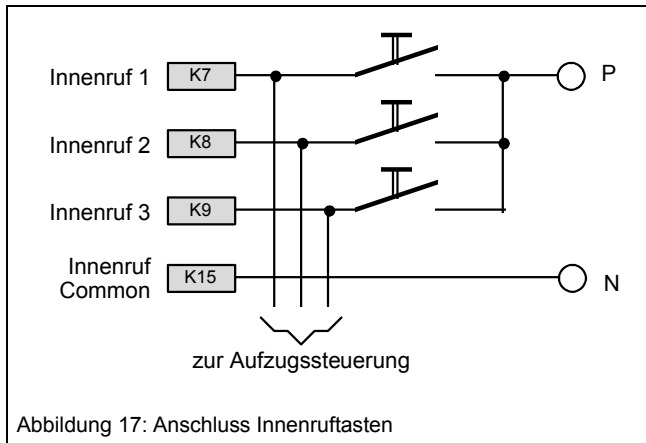 Innenruf 1 K7 P
Innenruf 2 K8
Innenruf 3 K9
Innenruf
Common K15 N
zur Aufzugssteuerung
Abbildung 17: Anschluss Innenruftasten